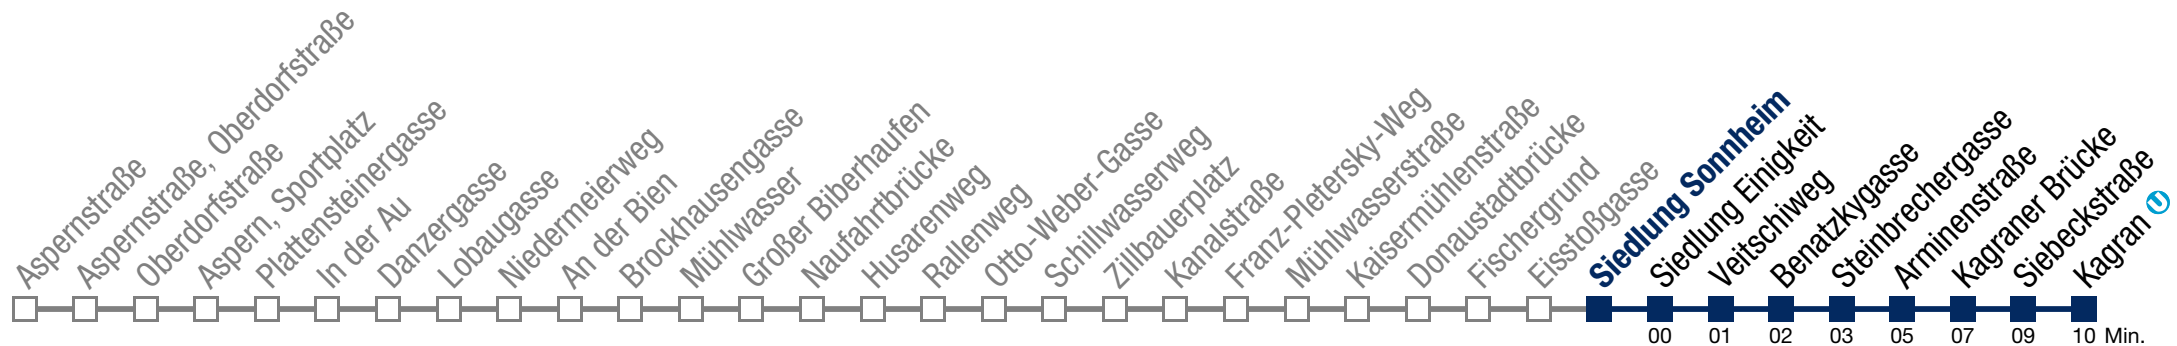 Aspernstraße
Aspernstraße, Oberdorfstraße
Oberdorfstraße
Aspern, Sportplatz
Plattensteinergasse
In der Au
Danzergasse
Lobaugasse
Niedermeierweg
An der Bien
Brockhausengasse
Mühlwasser
Großer Biberhaufen
Naufahrtbrücke
Husarenweg
Rallenweg
Otto-Weber-Gasse
Schillwasserweg
Zillbauerplatz
Kanalstraße
Franz-Pletersky-Weg
Mühlwasserstraße
Kaisermühlenstraße
Donaustadtbrücke
Fischergrund
Eisstoßgasse
Siedlung Sonnheim
Siedlung Einigkeit
Veitschiweg
Benatzkygasse
Steinbrechergasse
Arminenstraße
Kagraner Brücke
Siebeckstraße
Kagran U
00 01 02 03 05 07 09 10 Min.